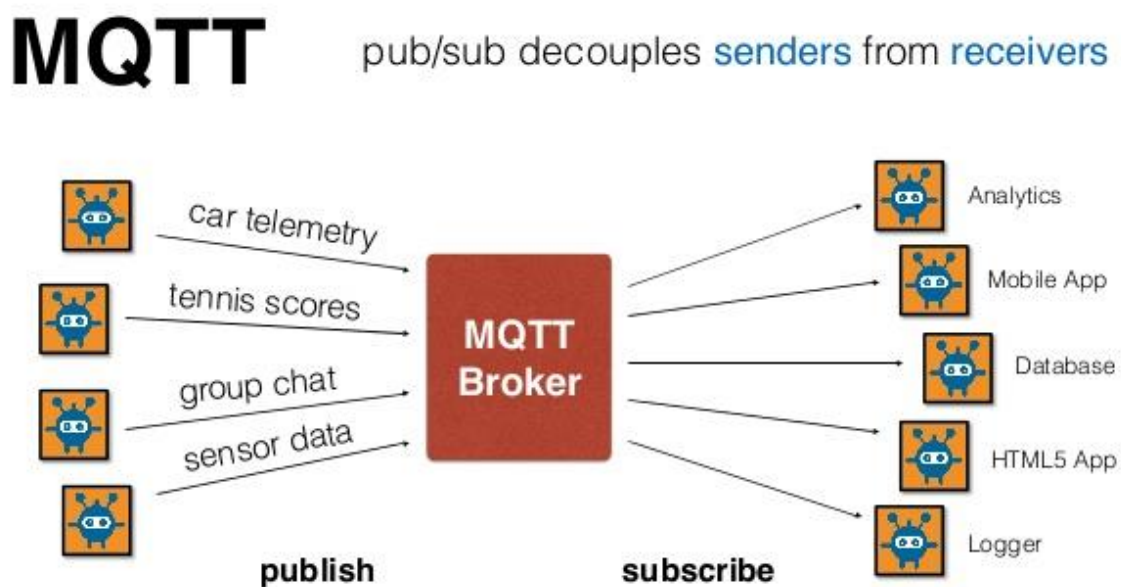 MQTT
pub/sub decouples senders from receivers
car telemetry
tennis scores
group chat
sensor data
MQTT
Broker
Analytics
Mobile App
Database
HTML5 App
Logger
publish
subscribe